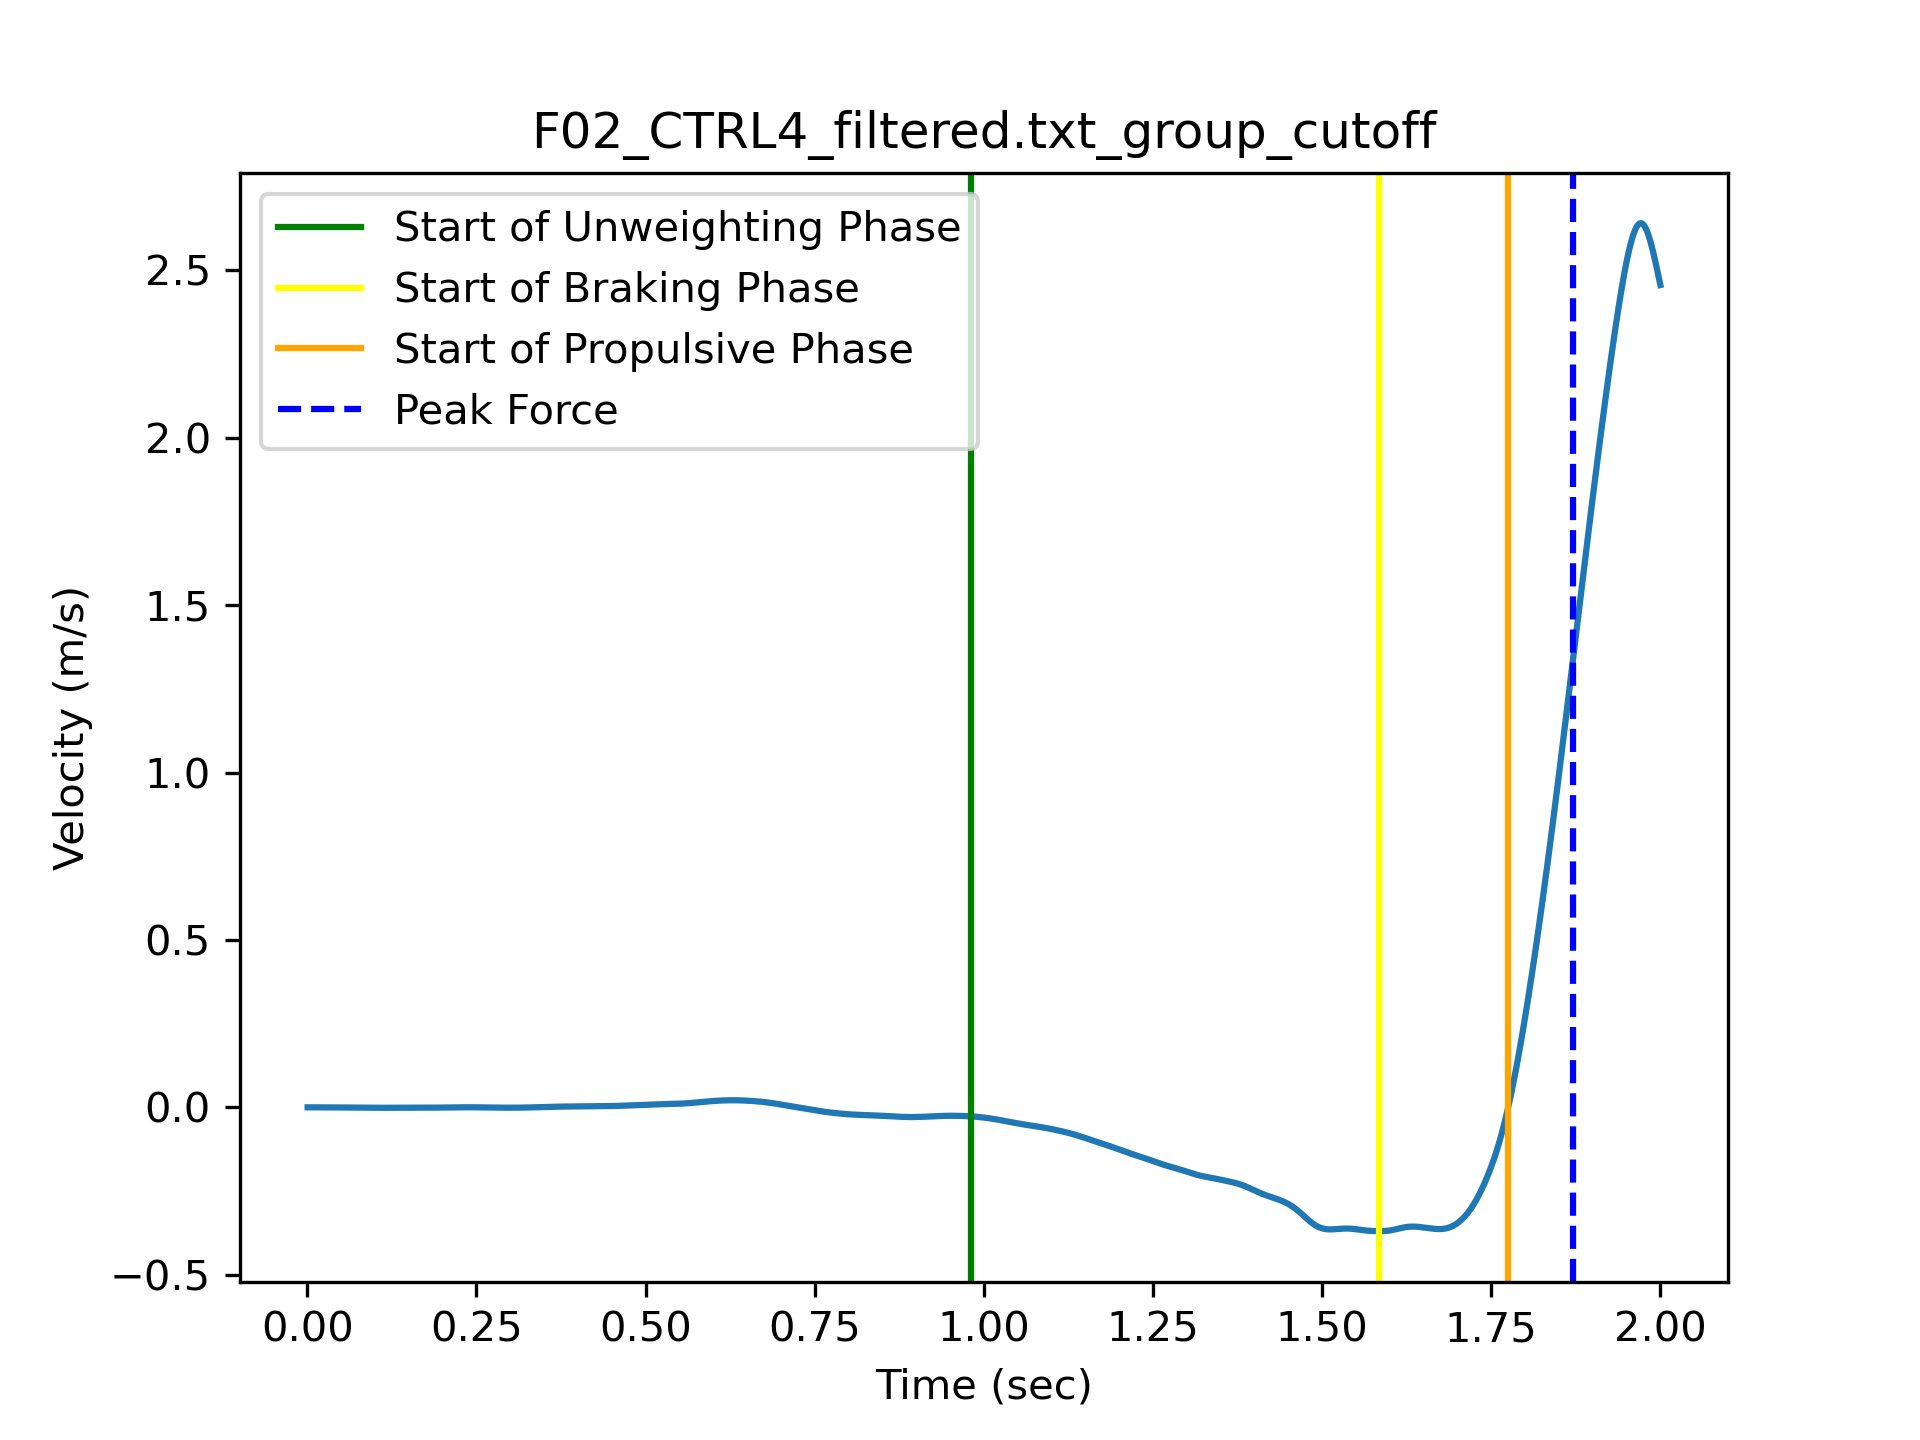 F02_CTRL4_filtered.txt_group_cutoff
Start of Unweighting Phase
Start of Braking Phase
Start of Propulsive Phase
Peak Force
Velocity (m/s)
2.5
2.0
1.5
1.0
0.5
0.0
−0.5
0.00 0.25 0.50 0.75 1.00 1.25 1.50 1.75 2.00
Time (sec)